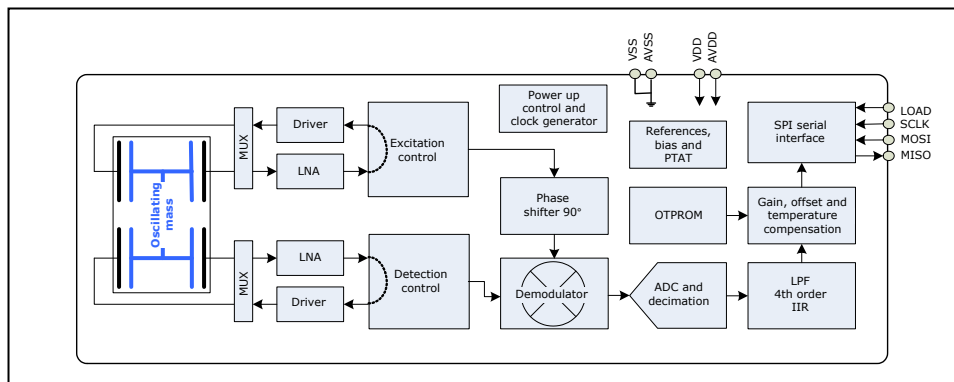 VSS
AVSS
VDD
AVDD
Power up
control and
clock generator
References,
bias and
PTAT
SPI serial
interface
LOAD
SCLK
MOSI
MISO
MUX
Driver
LNA
Excitation
control
Phase
shifter 90°
OTPROM
Gain, offset and
temperature
compensation
Oscillating
mass
MUX
LNA
Driver
Detection
control
Demodulator
ADC and
decimation
LPF
4th order
IIR